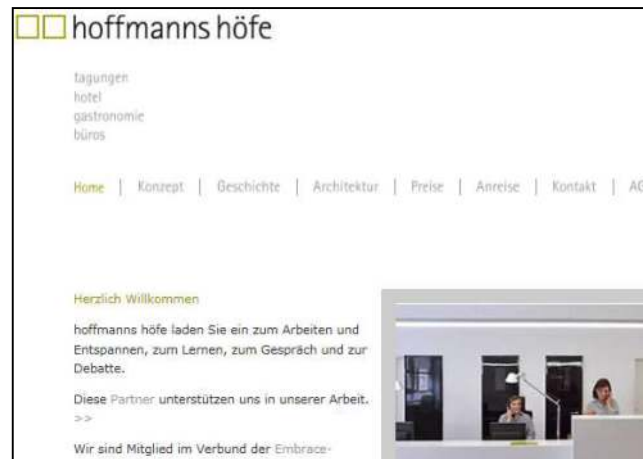 hoffmanns höfe
tagungen
hotel
gastronomie
büros
Home | Konzept | Geschichte | Architektur | Preise | Anreise | Kontakt | AG
Herzlich Willkommen
hoffmanns höfe laden Sie ein zum Arbeiten und
Entspannen, zum Lernen, zum Gespräch und zur
Debatte.
Diese Partner unterstützen uns in unserer Arbeit.
>>
Wir sind Mitglied im Verbund der Embrace-